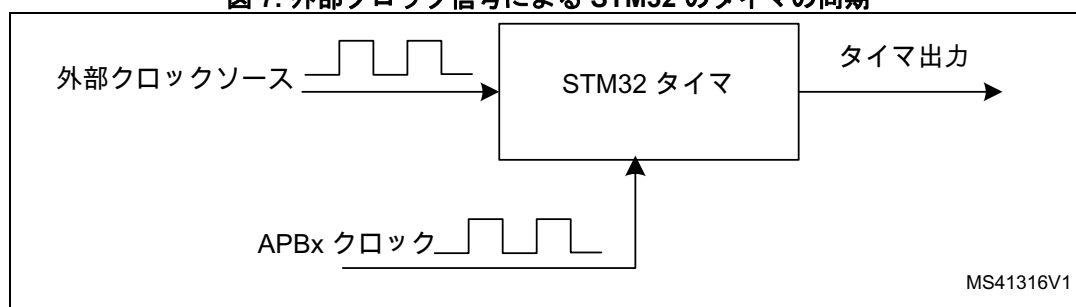 図 7. 外部クロック信号による STM32 のタイマの同期
外部クロックソース
STM32 タイマ
タイマ出力
APBx クロック
MS41316V1